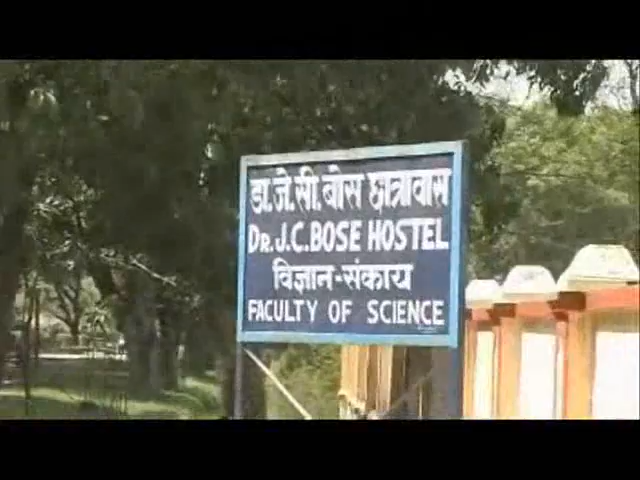 डा.जे.सी.बोस छात्रावास
DR.J.C.BOSE HOSTEL
विज्ञान-संकाय
FACULTY OF SCIENCE